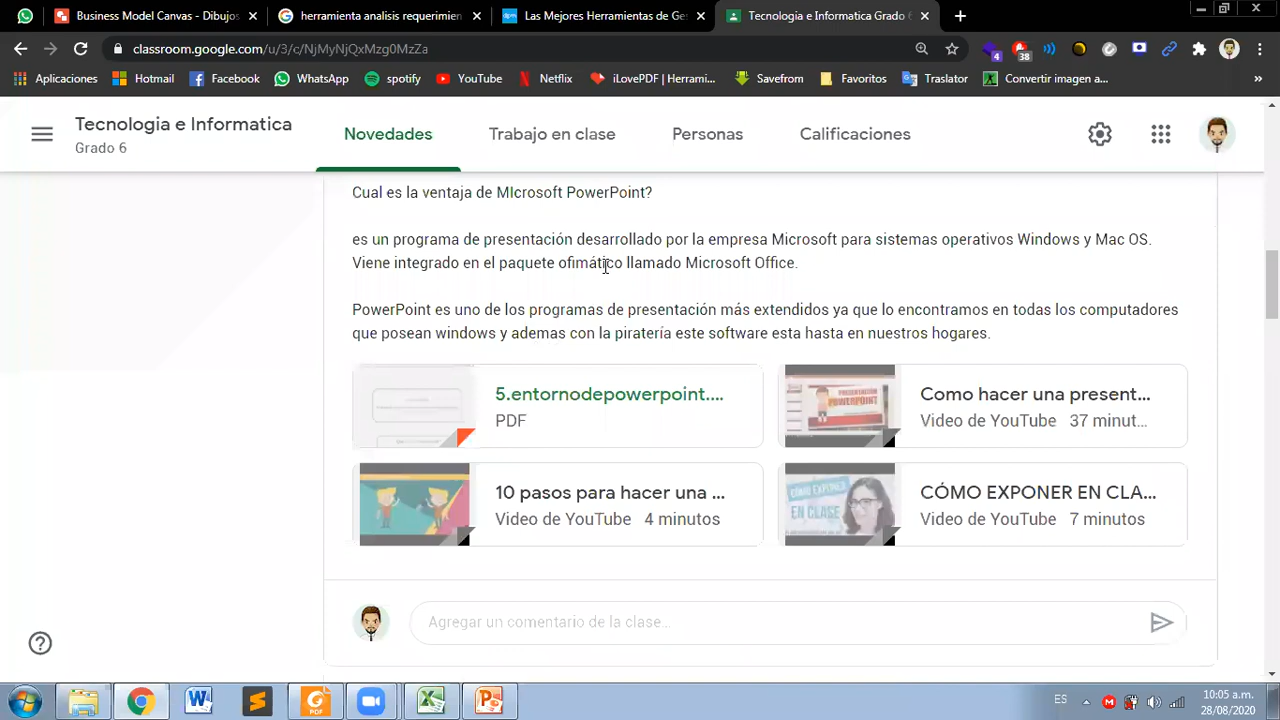 Business Model Canvas - Dibujos
herramienta analisis requerimien
Las Mejores Herramientas de Ges
Tecnologia e Informatica Grado 6
classroom.google.com/u/3/c/NjMyNjQxMzg0MzZa
4
38
Aplicaciones
Hotmail
Facebook
WhatsApp
spotify
YouTube
Netflix
iLovePDF | Herrami...
Savefrom
Favoritos
Traslator
Convertir imagen a...
»
Tecnologia e Informatica
Grado 6
Novedades
Trabajo en clase
Personas
Calificaciones
Cual es la ventaja de MIcrosoft PowerPoint?
es un programa de presentación desarrollado por la empresa Microsoft para sistemas operativos Windows y Mac OS.
Viene integrado en el paquete ofimático llamado Microsoft Office.
PowerPoint es uno de los programas de presentación más extendidos ya que lo encontramos en todas los computadores
que posean windows y ademas con la piratería este software esta hasta en nuestros hogares.
5.entornodepowerpoint....
PDF
Como hacer una present...
Video de YouTube 37 minut...
10 pasos para hacer una ...
Video de YouTube 4 minutos
CÓMO EXPONER EN CLA...
Video de YouTube 7 minutos
Agregar un comentario de la clase...
ES
10:05 a.m.
28/08/2020